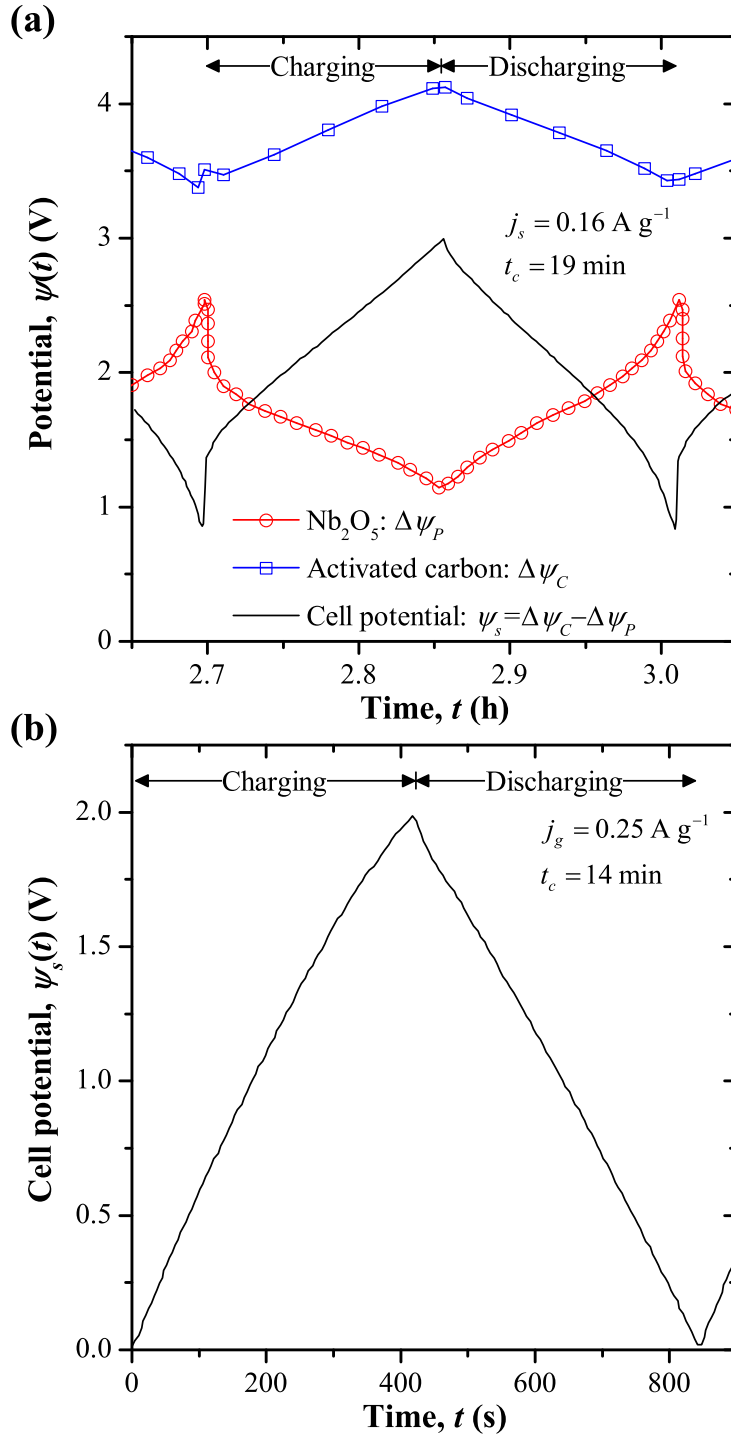 (a)
Charging
Discharging
4
3
2
1
0
Potential, ψ(t) (V)
j_s = 0.16 A g⁻¹
t_c = 19 min
Nb₂O₅: Δψ_P
Activated carbon: Δψ_C
Cell potential: ψ_s=Δψ_C−Δψ_P
2.7 2.8 2.9 3.0
Time, t (h)
(b)
Charging
Discharging
2.0
1.5
1.0
0.5
0.0
Cell potential, ψ_s(t) (V)
j_g = 0.25 A g⁻¹
t_c = 14 min
0 200 400 600 800
Time, t (s)